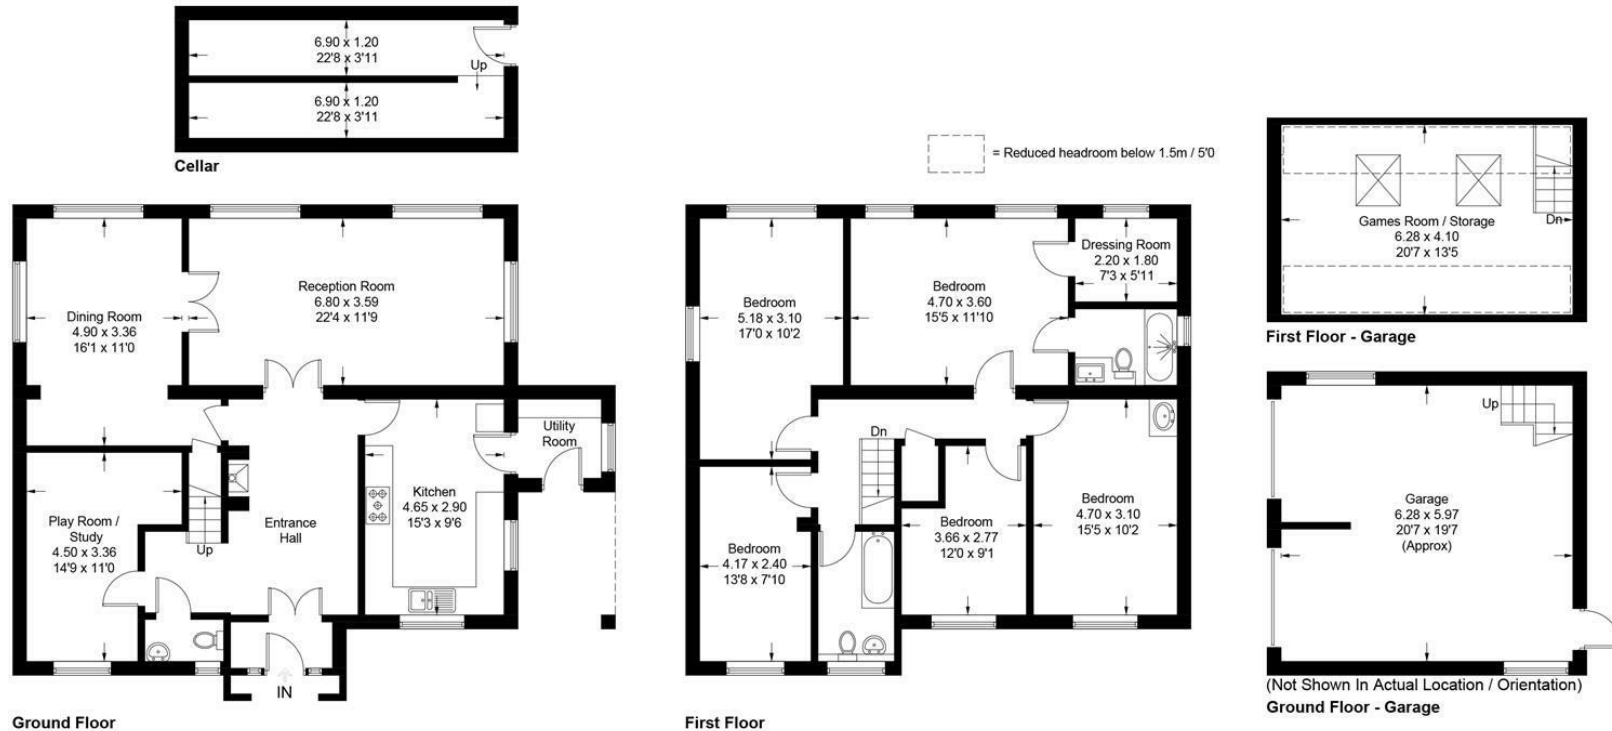 6.90 x 1.20
22'8 x 3'11
Up
6.90 x 1.20
22'8 x 3'11
Cellar
= Reduced headroom below 1.5m / 5'0
Dining Room
4.90 x 3.36
16'1 x 11'0
Reception Room
6.80 x 3.59
22'4 x 11'9
Utility
Room
Kitchen
4.65 x 2.90
15'3 x 9'6
Play Room /
Study
4.50 x 3.36
14'9 x 11'0
Up
Entrance
Hall
IN
Ground Floor
Bedroom
5.18 x 3.10
17'0 x 10'2
Bedroom
4.70 x 3.60
15'5 x 11'10
Dressing Room
2.20 x 1.80
7'3 x 5'11
Dn
Bedroom
4.17 x 2.40
13'8 x 7'10
Bedroom
3.66 x 2.77
12'0 x 9'1
Bedroom
4.70 x 3.10
15'5 x 10'2
First Floor
Games Room / Storage
6.28 x 4.10
20'7 x 13'5
Dn
First Floor - Garage
Up
Garage
6.28 x 5.97
20'7 x 19'7
(Approx)
(Not Shown In Actual Location / Orientation)
Ground Floor - Garage